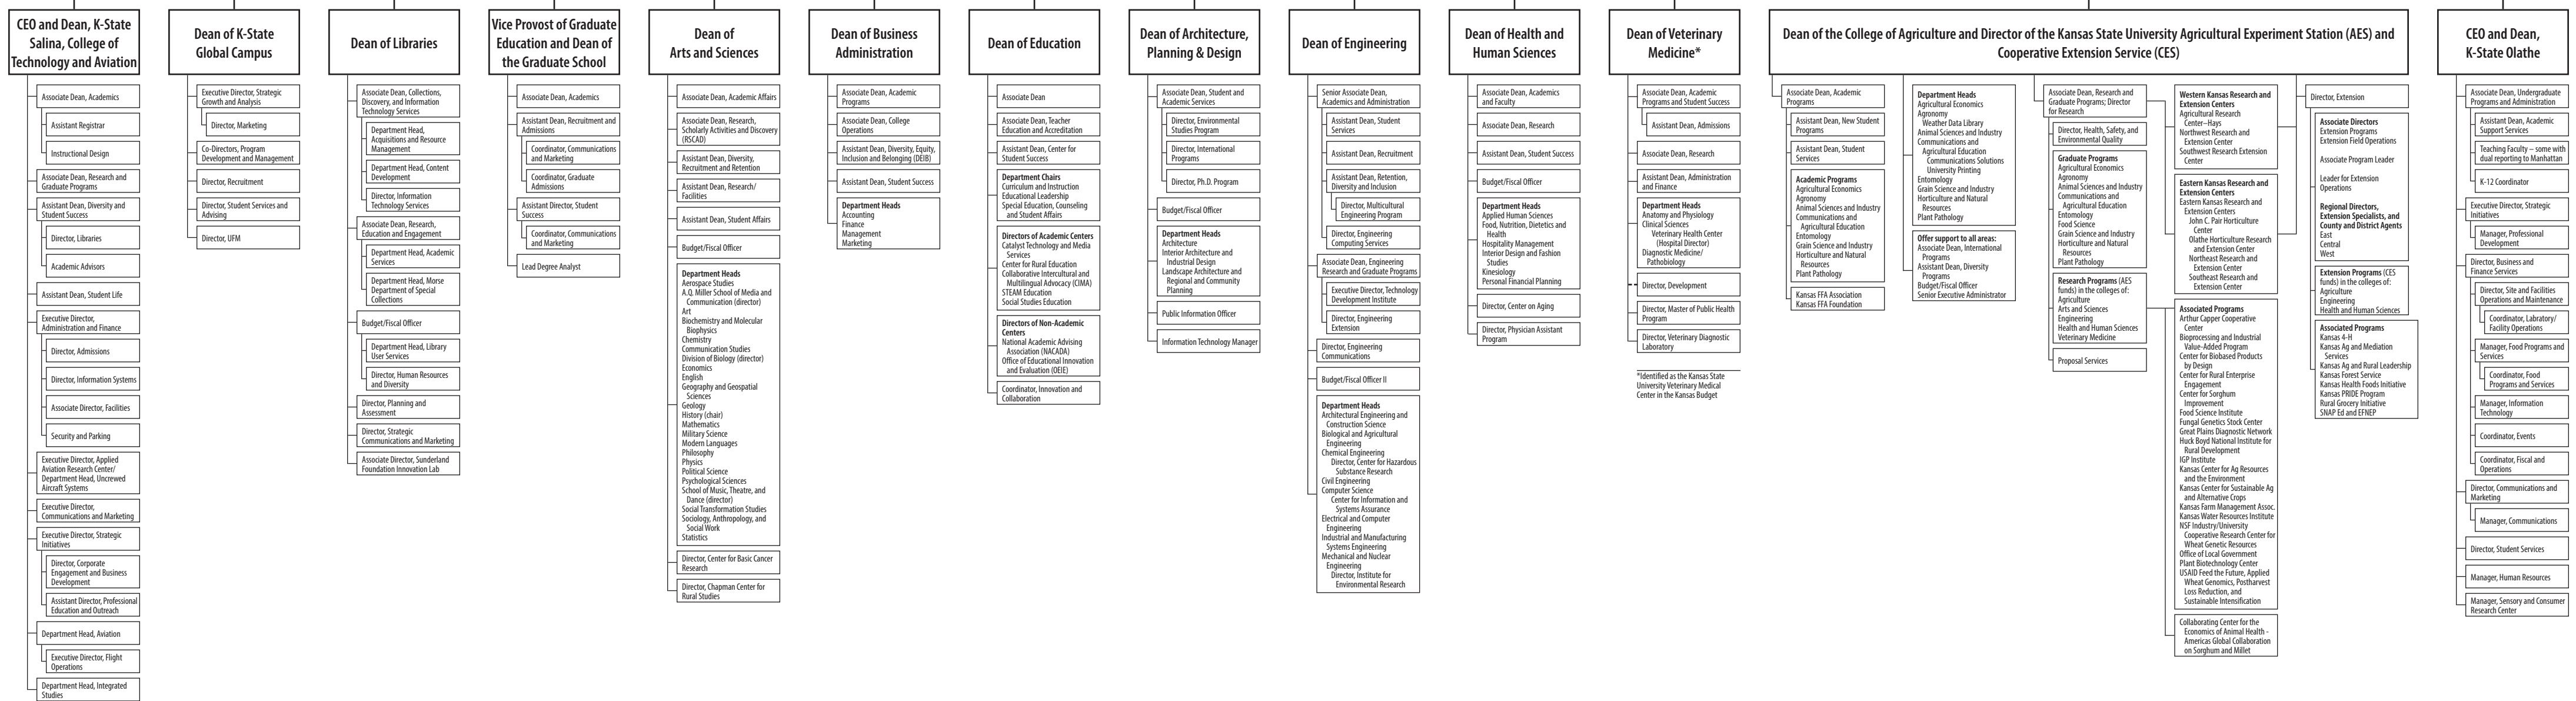 CEO and Dean, K-State
Salina, College of
Technology and Aviation
Associate Dean, Academics
Assistant Registrar
Instructional Design
Associate Dean, Research and
Graduate Programs
Assistant Dean, Diversity and
Student Success
Director, Libraries
Academic Advisors
Assistant Dean, Student Life
Executive Director,
Administration and Finance
Director, Admissions
Director, Information Systems
Associate Director, Facilities
Security and Parking
Executive Director, Applied
Aviation Research Center/
Department Head, Uncrewed
Aircraft Systems
Executive Director,
Communications and Marketing
Executive Director, Strategic
Initiatives
Director, Corporate
Engagement and Business
Development
Assistant Director, Professional
Education and Outreach
Department Head, Aviation
Executive Director, Flight
Operations
Department Head, Integrated
Studies
Dean of K-State
Global Campus
Executive Director, Strategic
Growth and Analysis
Director, Marketing
Co-Directors, Program
Development and Management
Director, Recruitment
Director, Student Services and
Advising
Director, UFM
Dean of Libraries
Associate Dean, Collections,
Discovery, and Information
Technology Services
Department Head,
Acquisitions and Resource
Management
Department Head, Content
Development
Director, Information
Technology Services
Associate Dean, Research,
Education and Engagement
Department Head, Academic
Services
Department Head, Morse
Department of Special
Collections
Budget/Fiscal Officer
Department Head, Library
User Services
Director, Human Resources
and Diversity
Director, Planning and
Assessment
Director, Strategic
Communications and Marketing
Associate Director, Sunderland
Foundation Innovation Lab
Vice Provost of Graduate
Education and Dean of
the Graduate School
Associate Dean, Academics
Assistant Dean, Recruitment and
Admissions
Coordinator, Communications
and Marketing
Coordinator, Graduate
Admissions
Assistant Director, Student
Success
Coordinator, Communications
and Marketing
Lead Degree Analyst
Dean of
Arts and Sciences
Associate Dean, Academic Affairs
Associate Dean, Research,
Scholarly Activities and Discovery
(RSCAD)
Assistant Dean, Diversity,
Recruitment and Retention
Assistant Dean, Research/
Facilities
Assistant Dean, Student Affairs
Budget/Fiscal Officer
Department Heads
Aerospace Studies
A.Q. Miller School of Media and
Communication (director)
Art
Biochemistry and Molecular
Biophysics
Chemistry
Communication Studies
Division of Biology (director)
Economics
English
Geography and Geospatial
Sciences
Geology
History (chair)
Mathematics
Military Science
Modern Languages
Philosophy
Physics
Political Science
Psychological Sciences
School of Music, Theatre, and
Dance (director)
Social Transformation Studies
Sociology, Anthropology, and
Social Work
Statistics
Director, Center for Basic Cancer
Research
Director, Chapman Center for
Rural Studies
Dean of Business
Administration
Associate Dean, Academic
Programs
Associate Dean, College
Operations
Assistant Dean, Diversity, Equity,
Inclusion and Belonging (DEIB)
Assistant Dean, Student Success
Department Heads
Accounting
Finance
Management
Marketing
Dean of Education
Associate Dean
Associate Dean, Teacher
Education and Accreditation
Assistant Dean, Center for
Student Success
Department Chairs
Curriculum and Instruction
Educational Leadership
Special Education, Counseling
and Student Affairs
Directors of Academic Centers
Catalyst Technology and Media
Services
Center for Rural Education
Collaborative Intercultural and
Multilingual Advocacy (CIMA)
STEAM Education
Social Studies Education
Directors of Non-Academic
Centers
National Academic Advising
Association (NACADA)
Office of Educational Innovation
and Evaluation (OEIE)
Coordinator, Innovation and
Collaboration
Dean of Architecture,
Planning & Design
Associate Dean, Student and
Academic Services
Director, Environmental
Studies Program
Director, International
Programs
Director, Ph.D. Program
Budget/Fiscal Officer
Department Heads
Architecture
Interior Architecture and
Industrial Design
Landscape Architecture and
Regional and Community
Planning
Public Information Officer
Information Technology Manager
Dean of Engineering
Senior Associate Dean,
Academics and Administration
Assistant Dean, Student
Services
Assistant Dean, Recruitment
Assistant Dean, Retention,
Diversity and Inclusion
Director, Multicultural
Engineering Program
Director, Engineering
Computing Services
Associate Dean, Engineering
Research and Graduate Programs
Executive Director, Technology
Development Institute
Director, Engineering
Extension
Director, Engineering
Communications
Budget/Fiscal Officer II
Department Heads
Architectural Engineering and
Construction Science
Biological and Agricultural
Engineering
Chemical Engineering
Director, Center for Hazardous
Substance Research
Civil Engineering
Computer Science
Center for Information and
Systems Assurance
Electrical and Computer
Engineering
Industrial and Manufacturing
Systems Engineering
Mechanical and Nuclear
Engineering
Director, Institute for
Environmental Research
Dean of Health and
Human Sciences
Associate Dean, Academics
and Faculty
Associate Dean, Research
Assistant Dean, Student Success
Budget/Fiscal Officer
Department Heads
Applied Human Sciences
Food, Nutrition, Dietetics and
Health
Hospitality Management
Interior Design and Fashion
Studies
Kinesiology
Personal Financial Planning
Director, Center on Aging
Director, Physician Assistant
Program
Dean of Veterinary
Medicine*
Associate Dean, Academic
Programs and Student Success
Assistant Dean, Admissions
Associate Dean, Research
Assistant Dean, Administration
and Finance
Department Heads
Anatomy and Physiology
Clinical Sciences
Veterinary Health Center
(Hospital Director)
Diagnostic Medicine/
Pathobiology
Director, Development
Director, Master of Public Health
Program
Director, Veterinary Diagnostic
Laboratory
*Identified as the Kansas State
University Veterinary Medical
Center in the Kansas Budget
Dean of the College of Agriculture and Director of the Kansas State University Agricultural Experiment Station (AES) and
Cooperative Extension Service (CES)
Associate Dean, Academic
Programs
Assistant Dean, New Student
Programs
Assistant Dean, Student
Services
Academic Programs
Agricultural Economics
Agronomy
Animal Sciences and Industry
Communications and
Agricultural Education
Entomology
Grain Science and Industry
Horticulture and Natural
Resources
Plant Pathology
Kansas FFA Association
Kansas FFA Foundation
Department Heads
Agricultural Economics
Agronomy
Weather Data Library
Animal Sciences and Industry
Communications and
Agricultural Education
Communications Solutions
University Printing
Entomology
Grain Science and Industry
Horticulture and Natural
Resources
Plant Pathology
Offer support to all areas:
Associate Dean, International
Programs
Assistant Dean, Diversity
Programs
Budget/Fiscal Officer
Senior Executive Administrator
Associate Dean, Research and
Graduate Programs; Director
for Research
Director, Health, Safety, and
Environmental Quality
Graduate Programs
Agricultural Economics
Agronomy
Animal Sciences and Industry
Communications and
Agricultural Education
Entomology
Food Science
Grain Science and Industry
Horticulture and Natural
Resources
Plant Pathology
Research Programs (AES
funds) in the colleges of:
Agriculture
Arts and Sciences
Engineering
Health and Human Sciences
Veterinary Medicine
Proposal Services
Western Kansas Research and
Extension Centers
Agricultural Research
Center–Hays
Northwest Research and
Extension Center
Southwest Research Extension
Center
Eastern Kansas Research and
Extension Centers
Eastern Kansas Research and
Extension Centers
John C. Pair Horticulture
Center
Olathe Horticulture Research
and Extension Center
Northeast Research and
Extension Center
Southeast Research and
Extension Center
Associated Programs
Arthur Capper Cooperative
Center
Bioprocessing and Industrial
Value-Added Program
Center for Biobased Products
by Design
Center for Rural Enterprise
Engagement
Center for Sorghum
Improvement
Food Science Institute
Fungal Genetics Stock Center
Great Plains Diagnostic Network
Huck Boyd National Institute for
Rural Development
IGP Institute
Kansas Center for Ag Resources
and the Environment
Kansas Center for Sustainable Ag
and Alternative Crops
Kansas Farm Management Assoc.
Kansas Water Resources Institute
NSF Industry/University
Cooperative Research Center for
Wheat Genetic Resources
Office of Local Government
Plant Biotechnology Center
USAID Feed the Future, Applied
Wheat Genomics, Postharvest
Loss Reduction, and
Sustainable Intensification
Collaborating Center for the
Economics of Animal Health -
Americas Global Collaboration
on Sorghum and Millet
Director, Extension
Associate Directors
Extension Programs
Extension Field Operations
Associate Program Leader
Leader for Extension
Operations
Regional Directors,
Extension Specialists, and
County and District Agents
East
Central
West
Extension Programs (CES
funds) in the colleges of:
Agriculture
Engineering
Health and Human Sciences
Associated Programs
Kansas 4-H
Kansas Ag and Mediation
Services
Kansas Ag and Rural Leadership
Kansas Forest Service
Kansas Health Foods Initiative
Kansas PRIDE Program
Rural Grocery Initiative
SNAP Ed and EFNEP
CEO and Dean,
K-State Olathe
Associate Dean, Undergraduate
Programs and Administration
Assistant Dean, Academic
Support Services
Teaching Faculty – some with
dual reporting to Manhattan
K-12 Coordinator
Executive Director, Strategic
Initiatives
Manager, Professional
Development
Director, Business and
Finance Services
Director, Site and Facilities
Operations and Maintenance
Coordinator, Labratory/
Facility Operations
Manager, Food Programs and
Services
Coordinator, Food
Programs and Services
Manager, Information
Technology
Coordinator, Events
Coordinator, Fiscal and
Operations
Director, Communications and
Marketing
Manager, Communications
Director, Student Services
Manager, Human Resources
Manager, Sensory and Consumer
Research Center